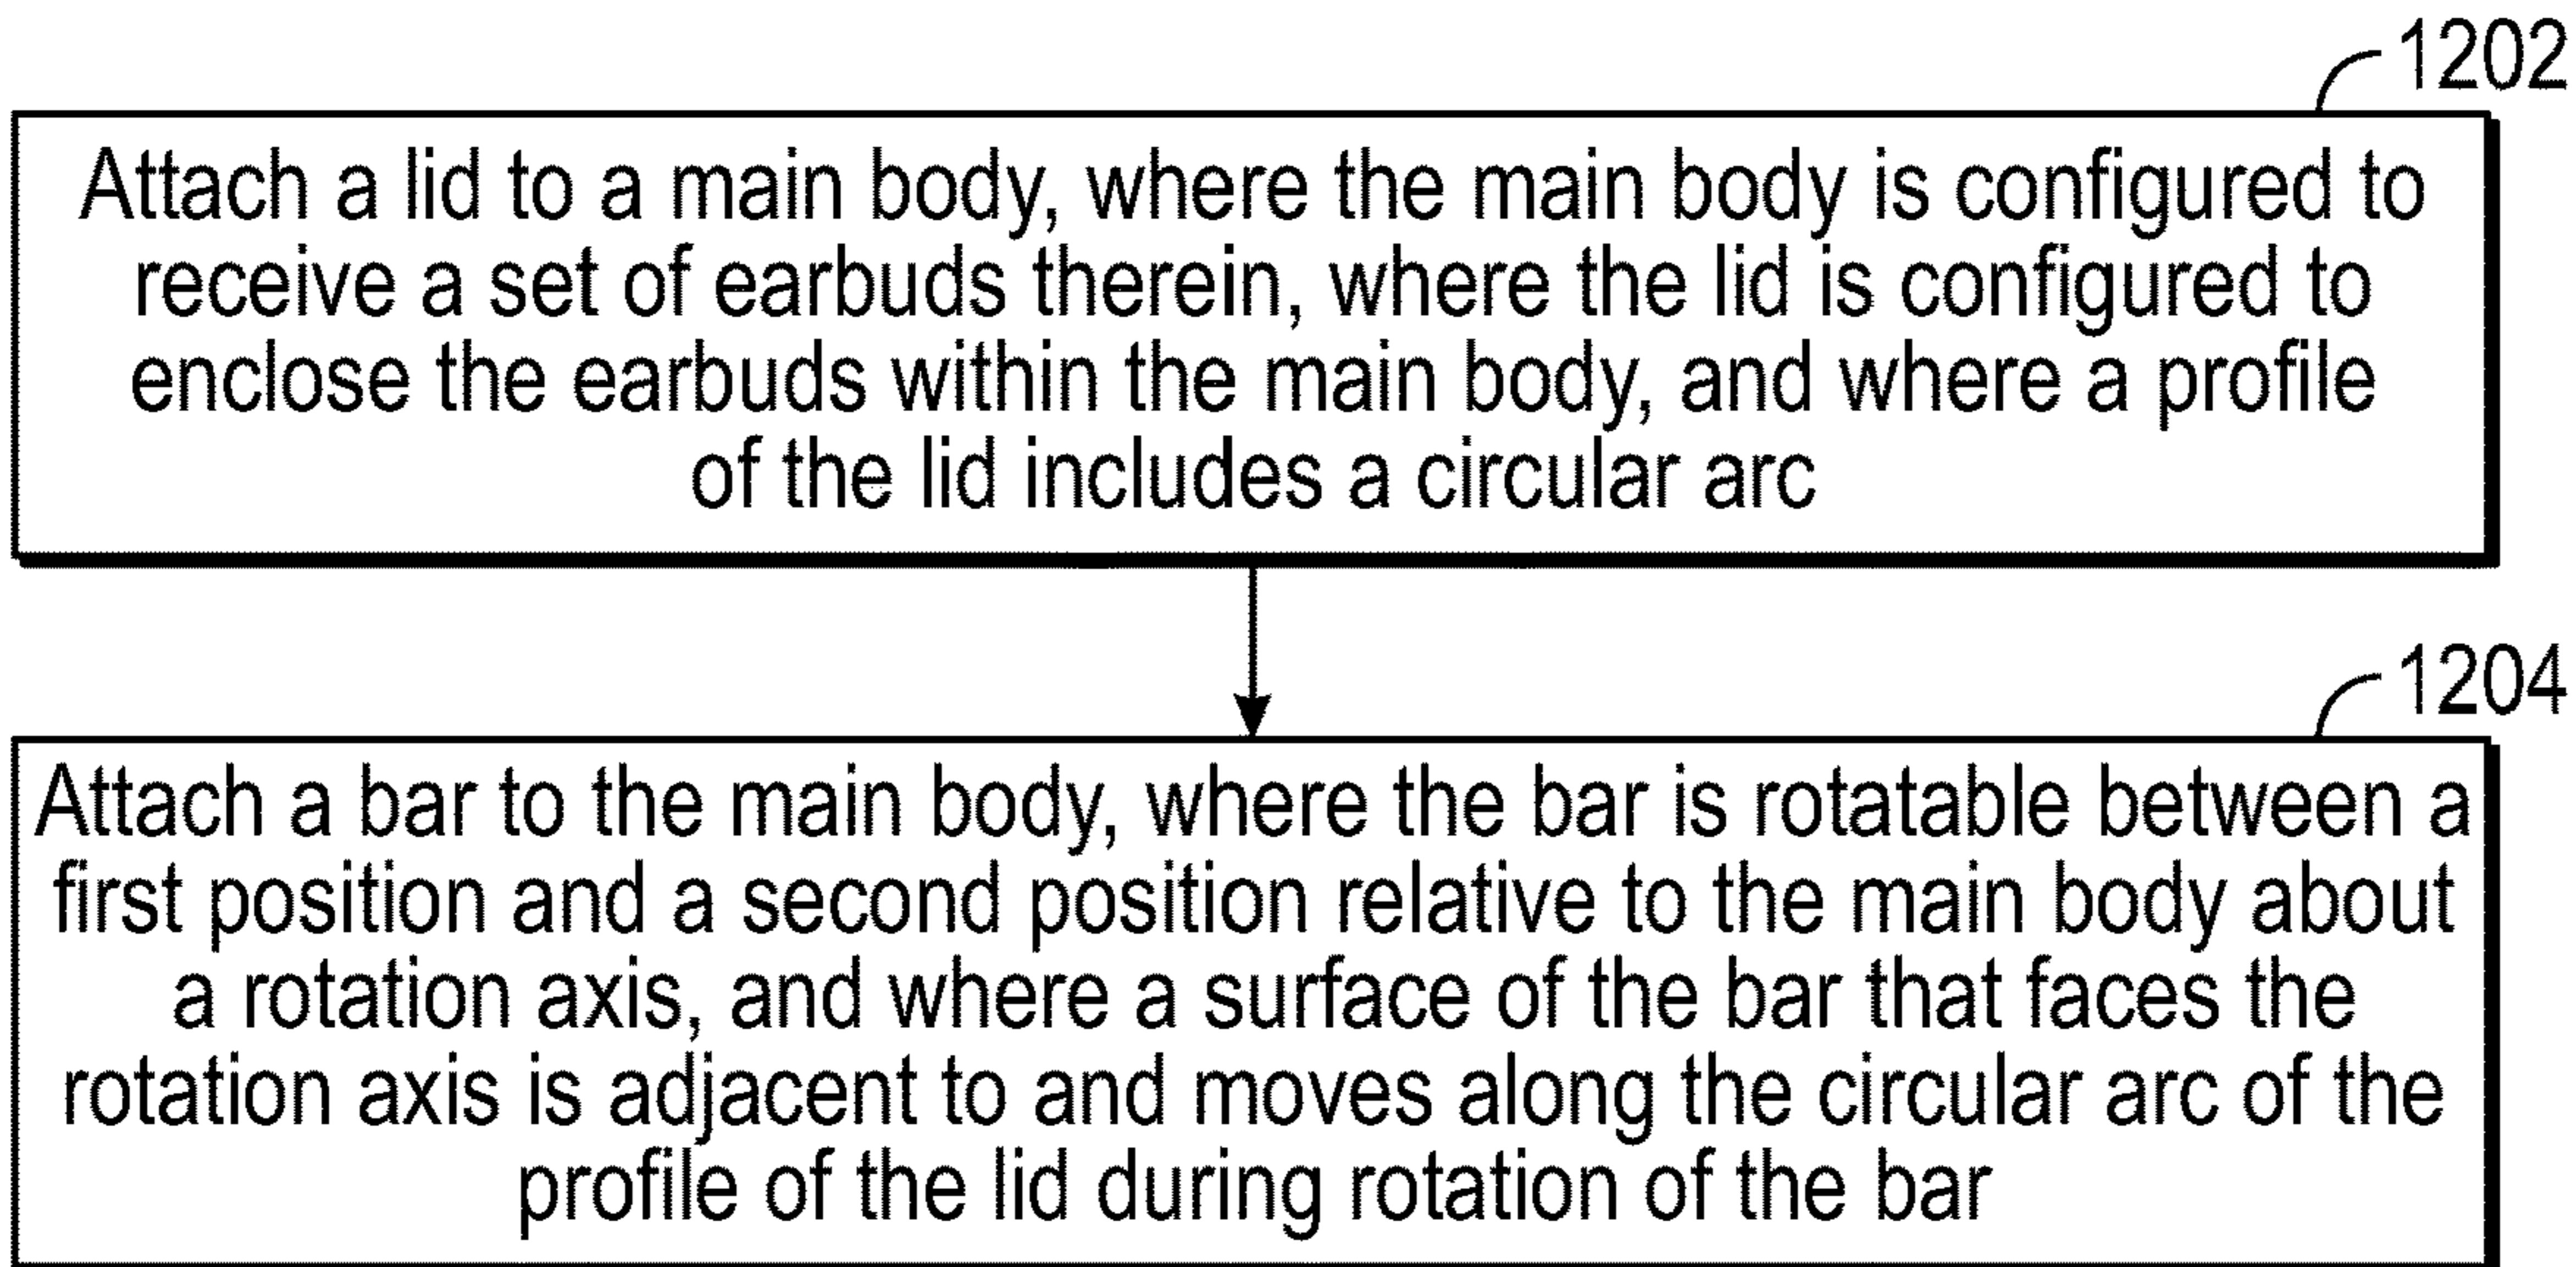 1202
Attach a lid to a main body, where the main body is configured to
receive a set of earbuds therein, where the lid is configured to
enclose the earbuds within the main body, and where a profile
of the lid includes a circular arc
1204
Attach a bar to the main body, where the bar is rotatable between a
first position and a second position relative to the main body about
a rotation axis, and where a surface of the bar that faces the
rotation axis is adjacent to and moves along the circular arc of the
profile of the lid during rotation of the bar